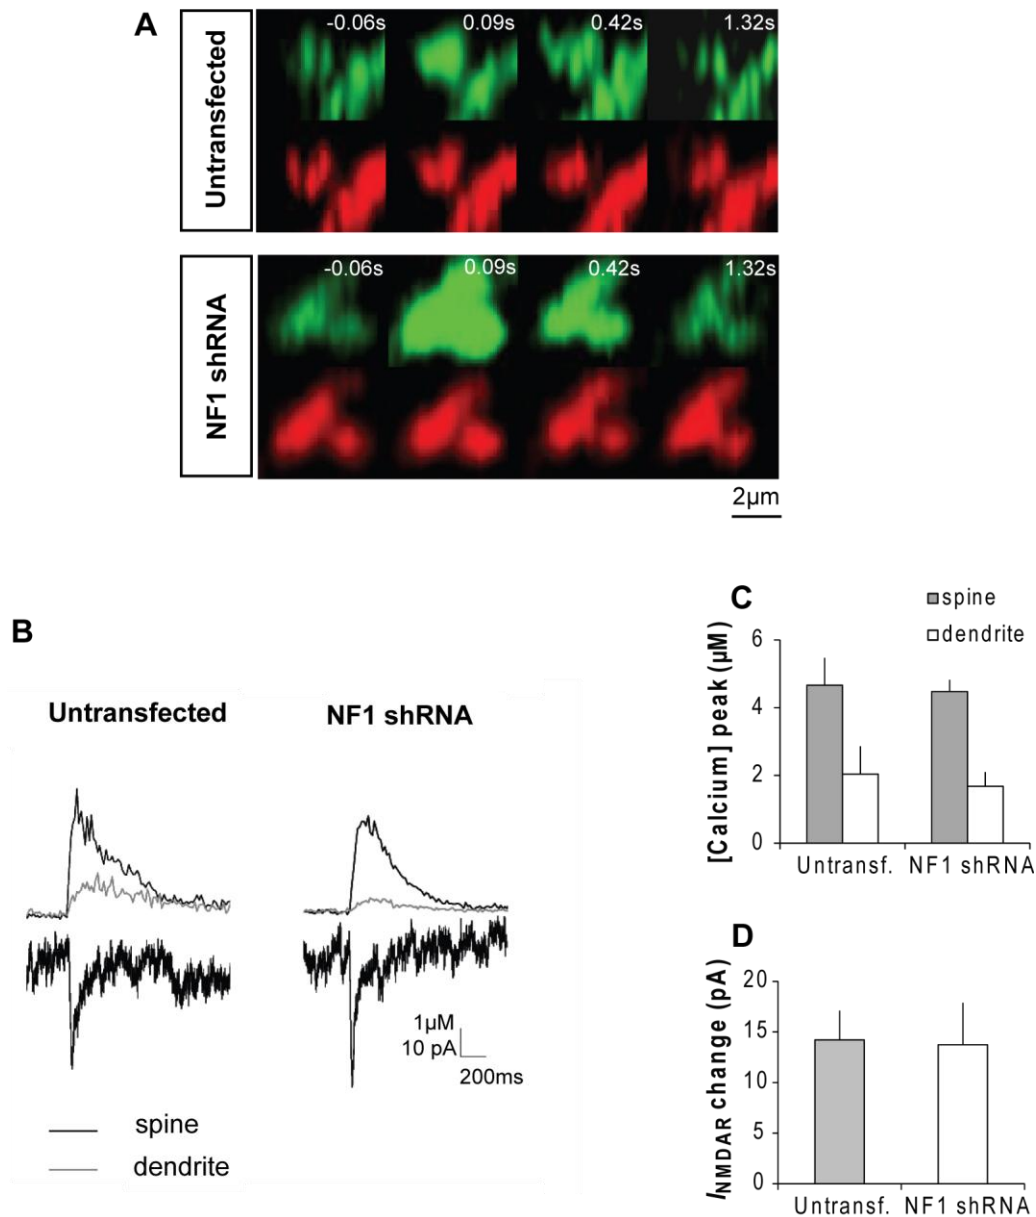 A
Untransfected
-0.06s 0.09s 0.42s 1.32s
NF1 shRNA
-0.06s 0.09s 0.42s 1.32s
2µm
B
Untransfected NF1 shRNA
1µM
10 pA
200ms
spine
dendrite
C
spine
dendrite
[Calcium] peak (µM)
6
4
2
0
Untransf. NF1 shRNA
D
INMDAR change (pA)
20
15
10
5
0
Untransf. NF1 shRNA